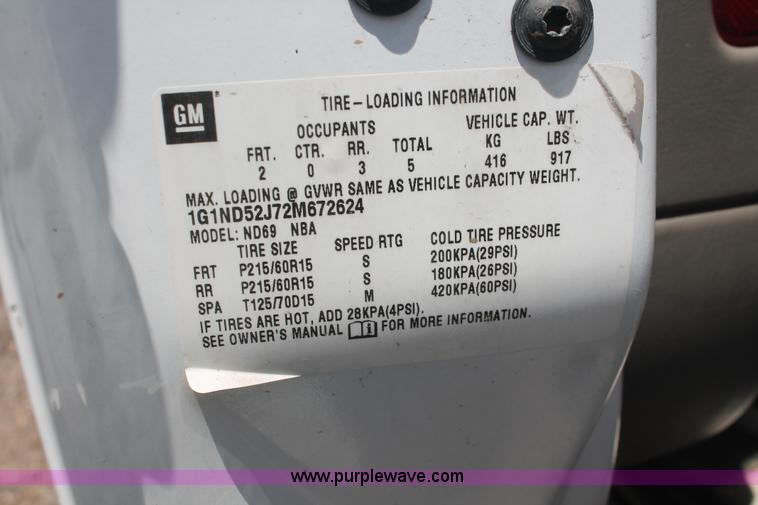 GM
TIRE-LOADING INFORMATION
OCCUPANTS VEHICLE CAP. WT.
FRT. CTR. RR. TOTAL KG LBS
2 0 3 5 416 917
MAX. LOADING @ GVWR SAME AS VEHICLE CAPACITY WEIGHT.
1G1ND52J72M672624
MODEL: ND69 NBA
TIRE SIZE SPEED RTG COLD TIRE PRESSURE
FRT P215/60R15 S 200KPA(29PSI)
RR P215/60R15 S 180KPA(26PSI)
SPA T125/70D15 M 420KPA(60PSI)
IF TIRES ARE HOT, ADD 28KPA(4PSI).
SEE OWNER'S MANUAL FOR MORE INFORMATION.
www.purplewave.com